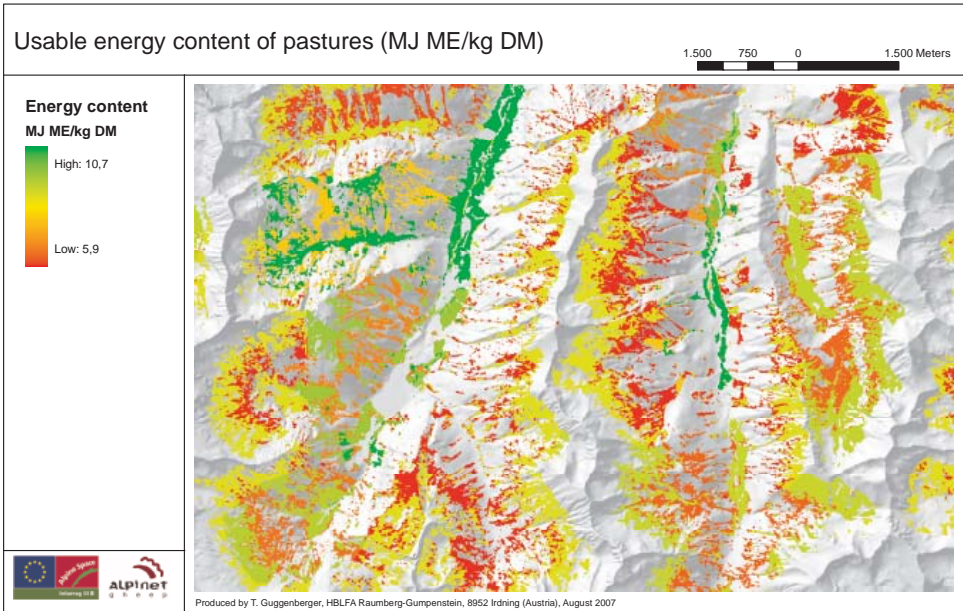 Usable energy content of pastures (MJ ME/kg DM)
1.500 750 0 1.500 Meters
Energy content
MJ ME/kg DM
High: 10,7
Low: 5,9
Alpine Space
Interreg III B
alpinet
gheep
Produced by T. Guggenberger, HBLFA Raumberg-Gumpenstein, 8952 Irdning (Austria), August 2007